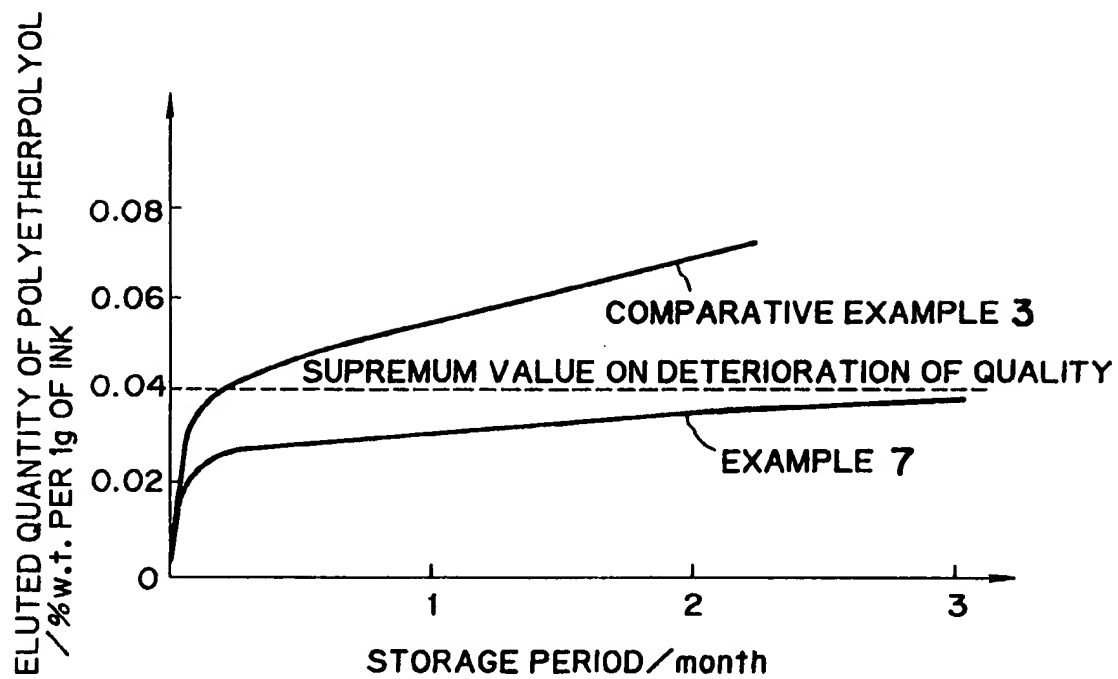 ELUTED QUANTITY OF POLYETHERPOLYOL
/%w.t. PER 1g OF INK
0.08
0.06
COMPARATIVE EXAMPLE 3
SUPREMUM VALUE ON DETERIORATION OF QUALITY
0.04
EXAMPLE 7
0.02
0
1
2
3
STORAGE PERIOD/month